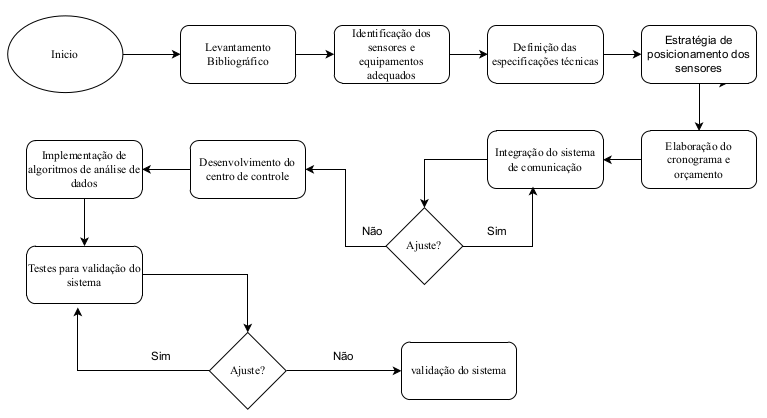 Inicio
Levantamento
Bibliográfico
Identificação dos
sensores e
equipamentos
adequados
Definição das
especificações técnicas
Estratégia de
posicionamento dos
sensores
Elaboração do
cronograma e
orçamento
Integração do sistema
de comunicação
Ajuste?
Sim
Não
Desenvolvimento do
centro de controle
Implementação de
algoritmos de análise de
dados
Testes para validação do
sistema
Ajuste?
Sim
Não
validação do sistema